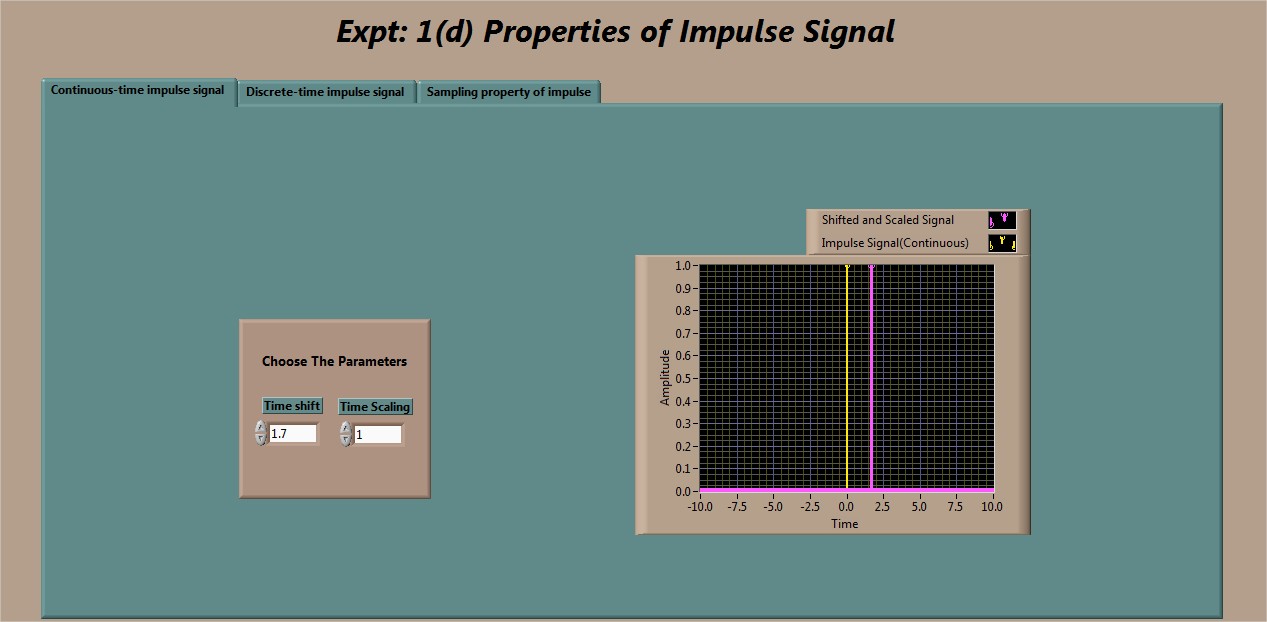 Expt: 1(d) Properties of Impulse Signal
Continuous-time impulse signal
Discrete-time impulse signal
Sampling property of impulse
Shifted and Scaled Signal
Impulse Signal(Continuous)
Choose The Parameters
Time shift
Time Scaling
1.7
1
Amplitude
1.0
0.9
0.8
0.7
0.6
0.5
0.4
0.3
0.2
0.1
0.0
-10.0 -7.5 -5.0 -2.5 0.0 2.5 5.0 7.5 10.0
Time